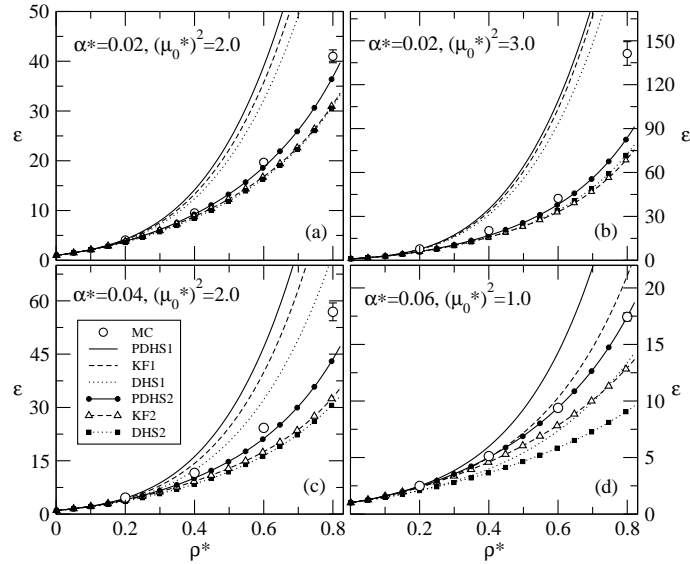 50
40
30
20
10
0
ε
α*=0.02, (μ₀*)²=2.0
(a)
150
120
90
60
30
0
ε
α*=0.02, (μ₀*)²=3.0
(b)
60
45
30
15
0
ε
α*=0.04, (μ₀*)²=2.0
MC
PDHS1
KF1
DHS1
PDHS2
KF2
DHS2
(c)
0 0.2 0.4 0.6 0.8
ρ*
20
15
10
5
0
ε
α*=0.06, (μ₀*)²=1.0
(d)
0 0.2 0.4 0.6 0.8
ρ*